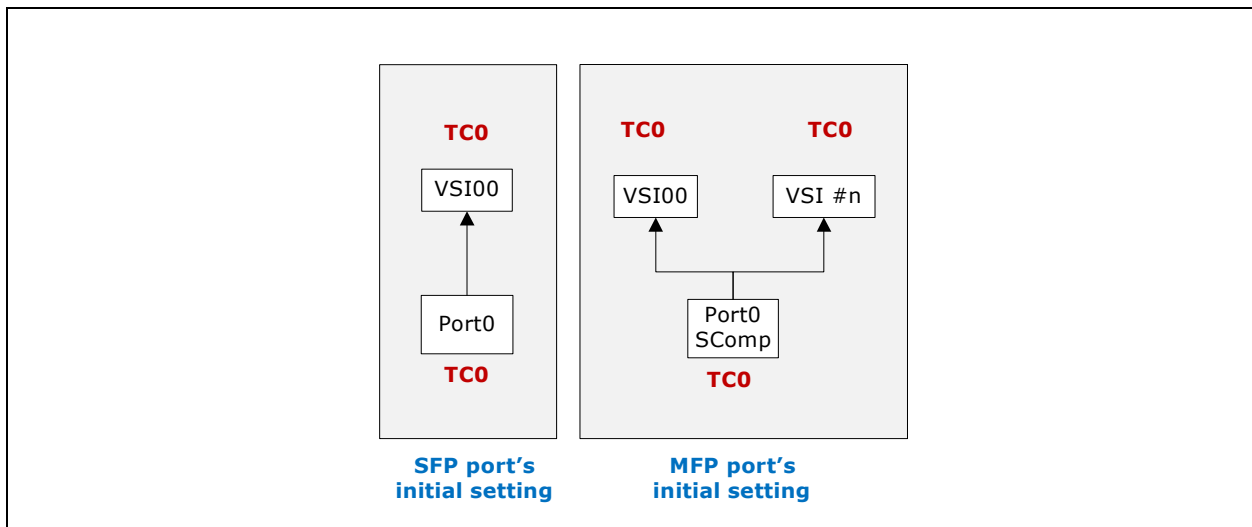 TC0
VSI00
Port0
TC0
SFP port’s
initial setting
TC0
TC0
VSI00
VSI #n
Port0
SComp
TC0
MFP port’s
initial setting